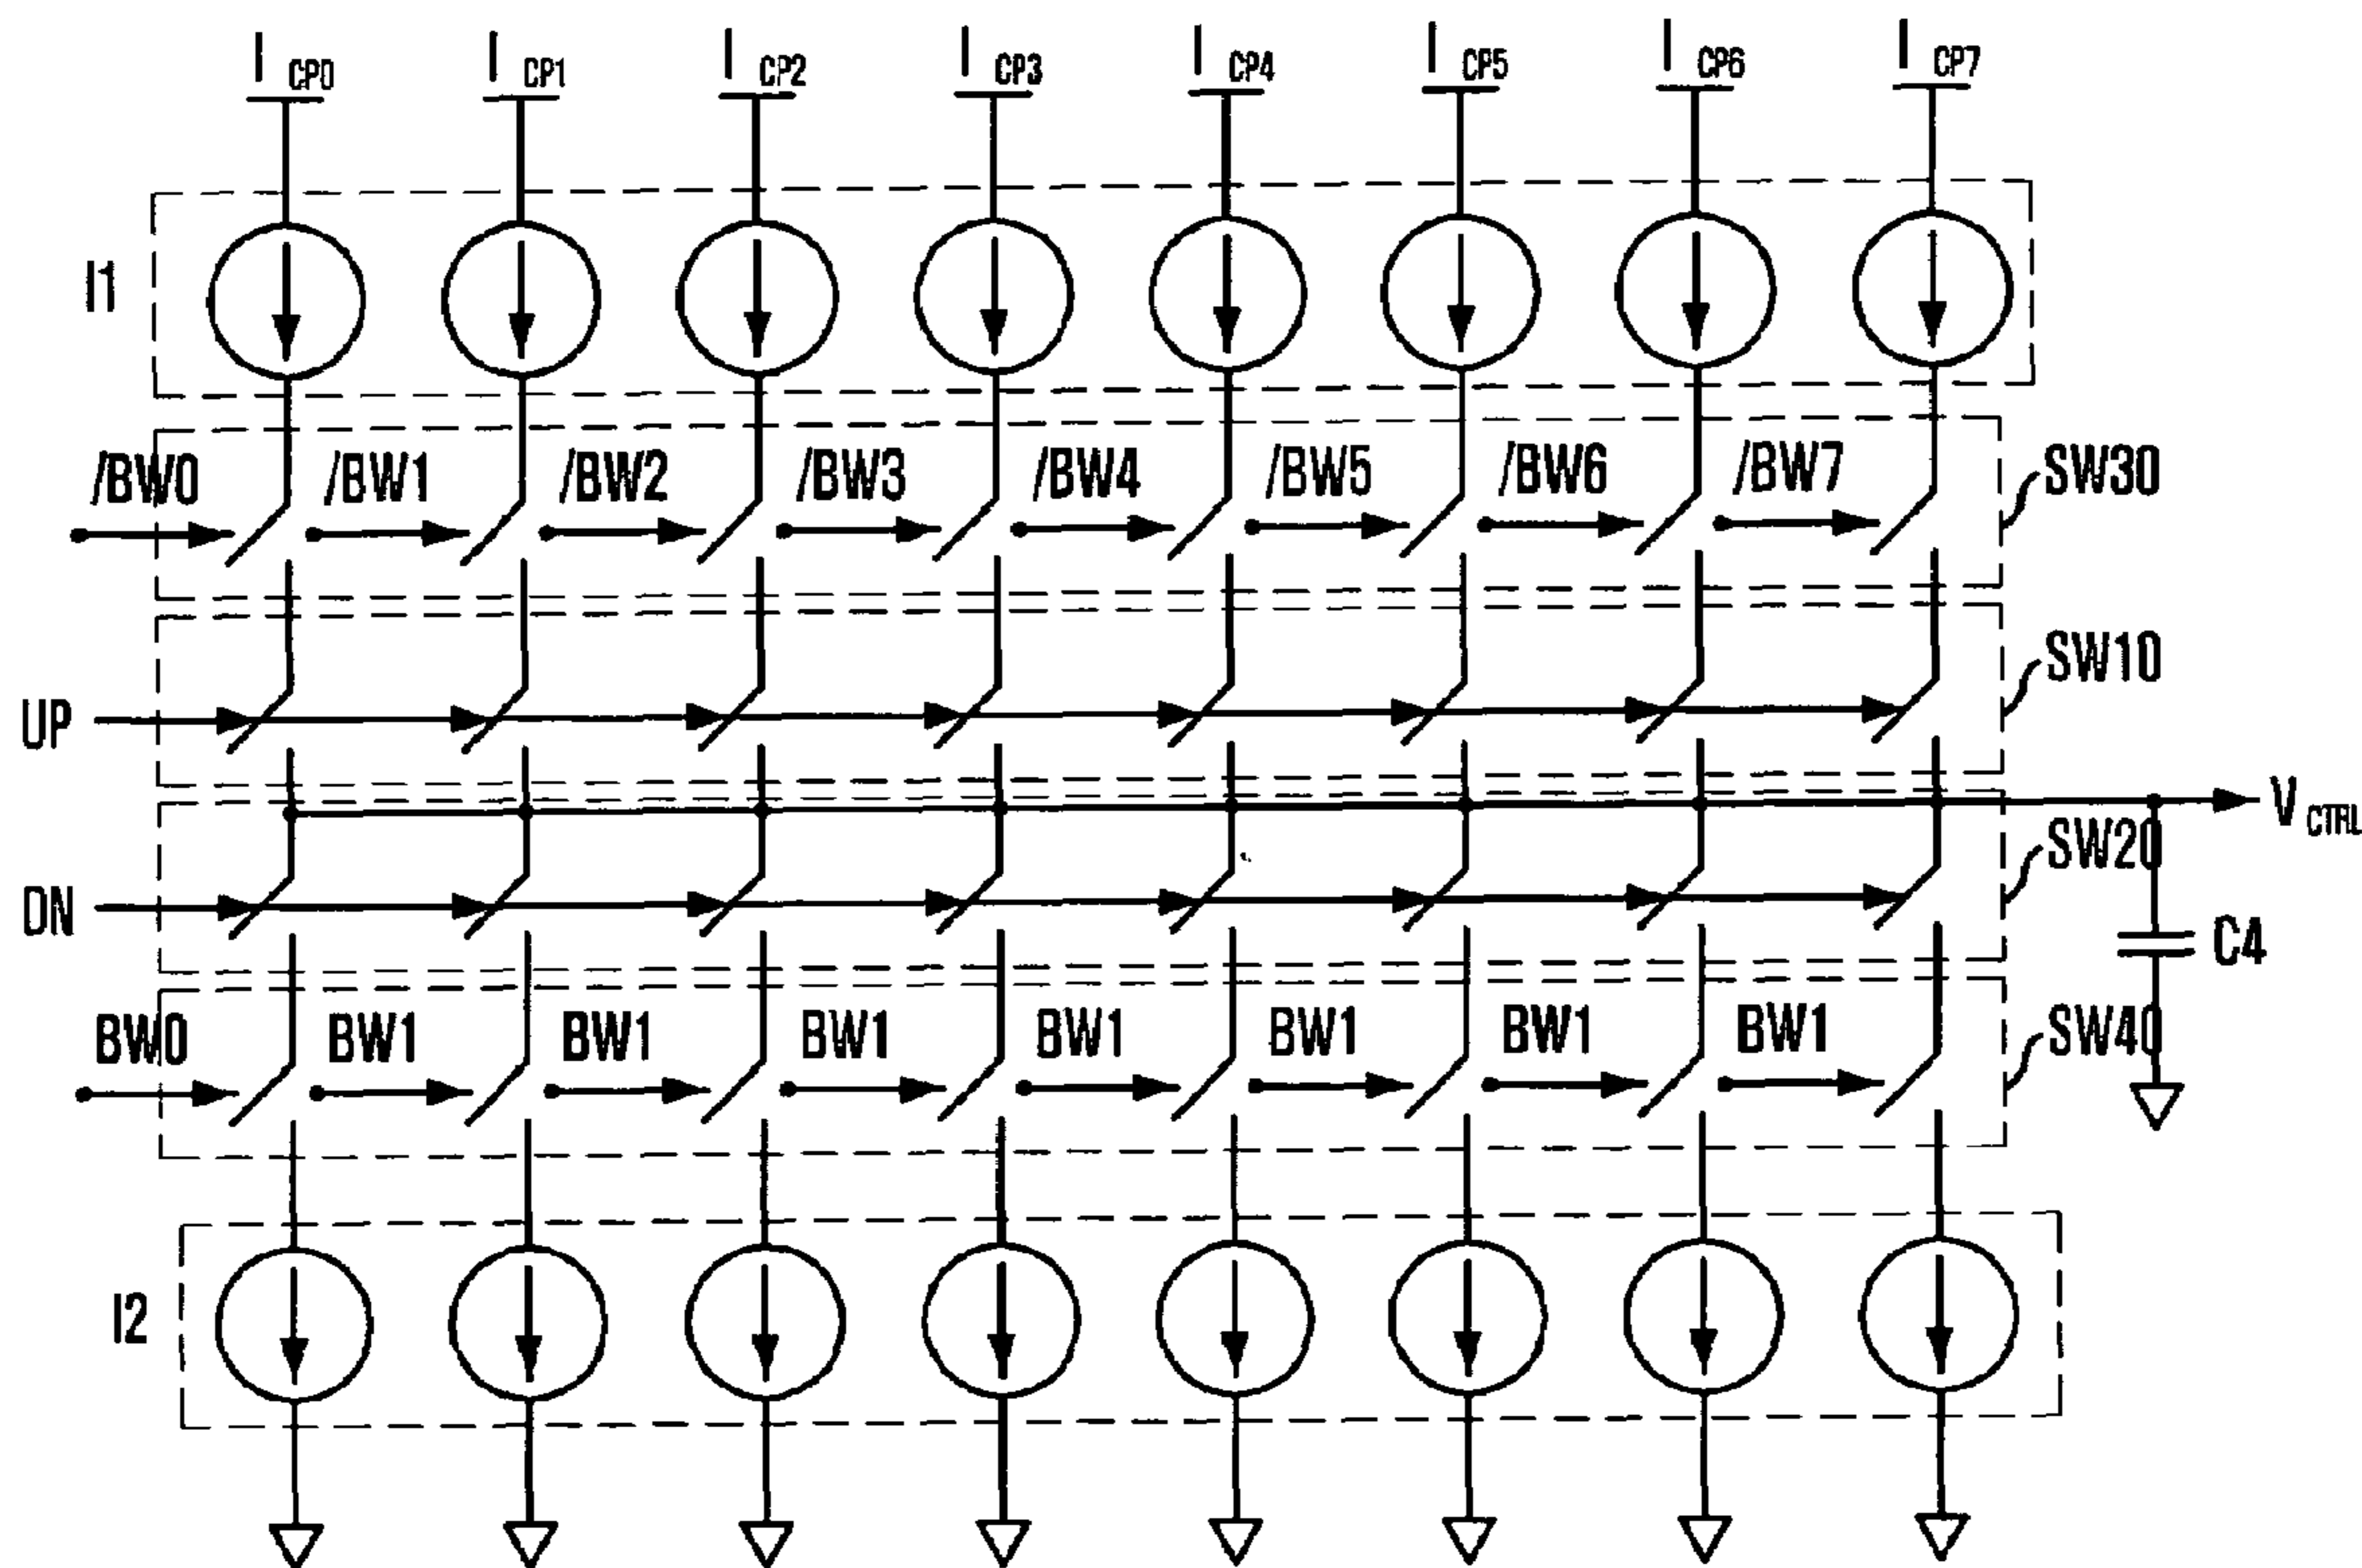 I CP0 I CP1 I CP2 I CP3 I CP4 I CP5 I CP6 I CP7
I1
/BW0 /BW1 /BW2 /BW3 /BW4 /BW5 /BW6 /BW7 SW30
SW10
UP
V CTRL
SW20
DN
C4
BW0 BW1 BW1 BW1 BW1 BW1 BW1 BW1 SW40
I2